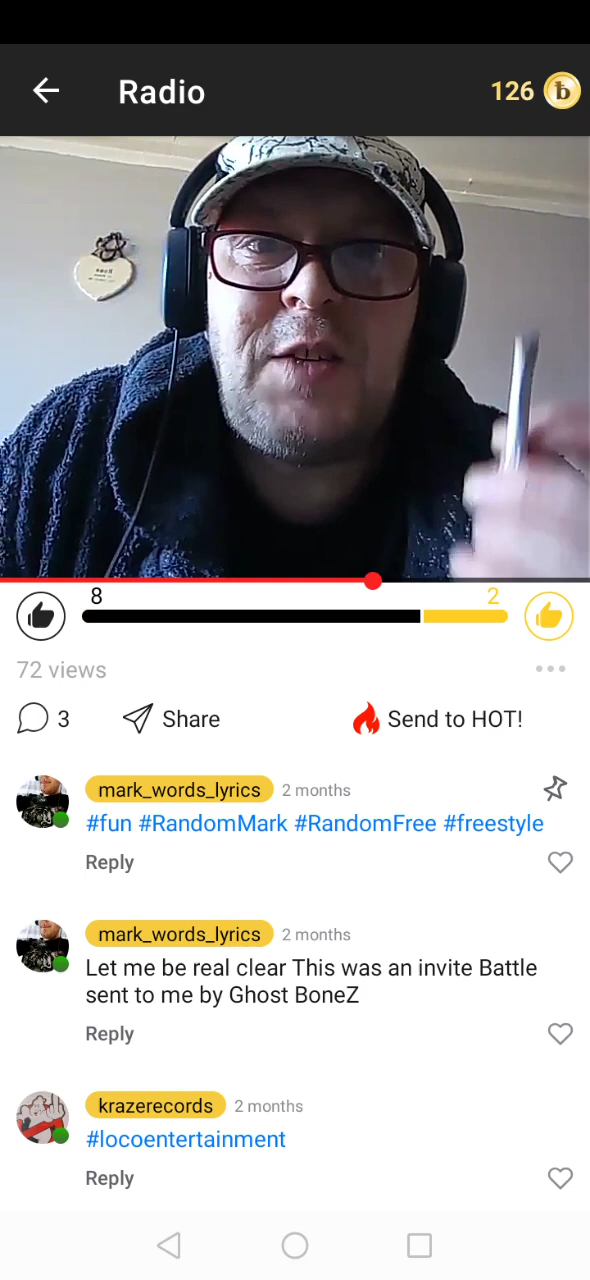 Radio
126 ƀ
8
2
72 views
3
Share
Send to HOT!
mark_words_lyrics 2 months
#fun #RandomMark #RandomFree #freestyle
Reply
mark_words_lyrics 2 months
Let me be real clear This was an invite Battle
sent to me by Ghost BoneZ
Reply
krazerecords 2 months
#locoentertainment
Reply